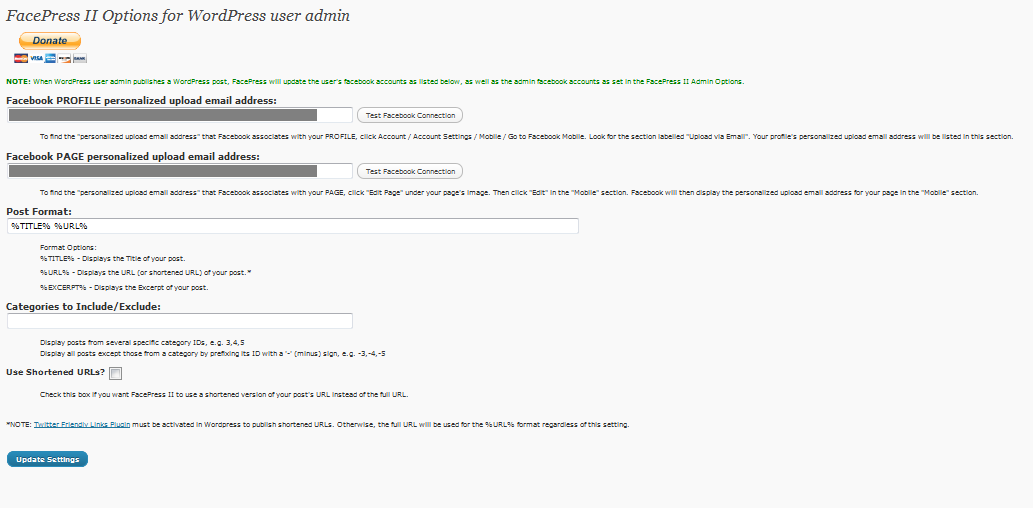 FacePress II Options for WordPress user admin
Donate
VISA
NOTE: When WordPress user admin publishes a WordPress post, FacePress will update the user's facebook accounts as listed below, as well as the admin facebook accounts as set in the FacePress II Admin Options.
Facebook PROFILE personalized upload email address:
Test Facebook Connection
To find the "personalized upload email address" that Facebook associates with your PROFILE, click Account / Account Settings / Mobile / Go to Facebook Mobile. Look for the section labelled "Upload via Email". Your profile's personalized upload email address will be listed in this section.
Facebook PAGE personalized upload email address:
Test Facebook Connection
To find the "personalized upload email address" that Facebook associates with your PAGE, click "Edit Page" under your page's image. Then click "Edit" in the "Mobile" section. Facebook will then display the personalized upload email address for your page in the "Mobile" section.
Post Format:
%TITLE% %URL%
Format Options:
%TITLE% - Displays the Title of your post.
%URL% - Displays the URL (or shortened URL) of your post.*
%EXCERPT% - Displays the Excerpt of your post.
Categories to Include/Exclude:
Display posts from several specific category IDs, e.g. 3,4,5
Display all posts except those from a category by prefixing its ID with a '-' (minus) sign, e.g. -3,-4,-5
Use Shortened URLs?
Check this box if you want FacePress II to use a shortened version of your post's URL instead of the full URL.
*NOTE: Twitter Friendly Links Plugin must be activated in Wordpress to publish shortened URLs. Otherwise, the full URL will be used for the %URL% format regardless of this setting.
Update Settings